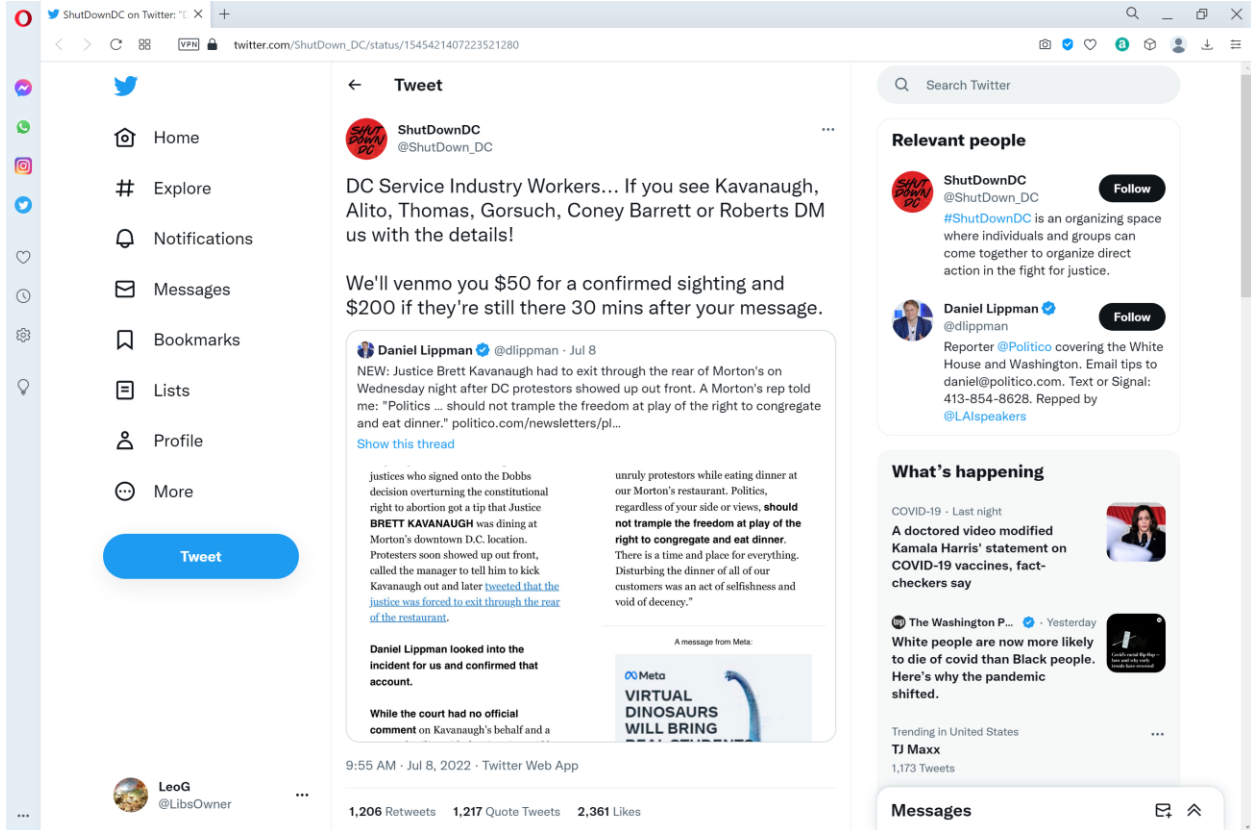 ShutDownDC on Twitter: "D
VPN
twitter.com/ShutDown_DC/status/1545421407223521280
Home
Explore
Notifications
Messages
Bookmarks
Lists
Profile
More
Tweet
LeoG
@LibsOwner
Tweet
SHUT
DOWN
DC
ShutDownDC
@ShutDown_DC
DC Service Industry Workers... If you see Kavanaugh,
Alito, Thomas, Gorsuch, Coney Barrett or Roberts DM
us with the details!
We'll venmo you $50 for a confirmed sighting and
$200 if they're still there 30 mins after your message.
Daniel Lippman @dlippman · Jul 8
NEW: Justice Brett Kavanaugh had to exit through the rear of Morton's on
Wednesday night after DC protestors showed up out front. A Morton's rep told
me: "Politics ... should not trample the freedom at play of the right to congregate
and eat dinner." politico.com/newsletters/pl...
Show this thread
justices who signed onto the Dobbs
decision overturning the constitutional
right to abortion got a tip that Justice
BRETT KAVANAUGH was dining at
Morton's downtown D.C. location.
Protesters soon showed up out front,
called the manager to tell him to kick
Kavanaugh out and later tweeted that the
justice was forced to exit through the rear
of the restaurant.
Daniel Lippman looked into the
incident for us and confirmed that
account.
While the court had no official
comment on Kavanaugh's behalf and a
unruly protestors while eating dinner at
our Morton's restaurant. Politics,
regardless of your side or views, should
not trample the freedom at play of the
right to congregate and eat dinner.
There is a time and place for everything.
Disturbing the dinner of all of our
customers was an act of selfishness and
void of decency."
A message from Meta:
Meta
VIRTUAL
DINOSAURS
WILL BRING
9:55 AM · Jul 8, 2022 · Twitter Web App
1,206 Retweets 1,217 Quote Tweets 2,361 Likes
Search Twitter
Relevant people
SHUT
DOWN
DC
ShutDownDC
@ShutDown_DC
Follow
#ShutDownDC is an organizing space
where individuals and groups can
come together to organize direct
action in the fight for justice.
Daniel Lippman
@dlippman
Follow
Reporter @Politico covering the White
House and Washington. Email tips to
daniel@politico.com. Text or Signal:
413-854-8628. Repped by
@LAIspeakers
What's happening
COVID-19 · Last night
A doctored video modified
Kamala Harris' statement on
COVID-19 vaccines, fact-
checkers say
The Washington P... · Yesterday
White people are now more likely
to die of covid than Black people.
Here's why the pandemic
shifted.
Trending in United States
TJ Maxx
1,173 Tweets
Messages